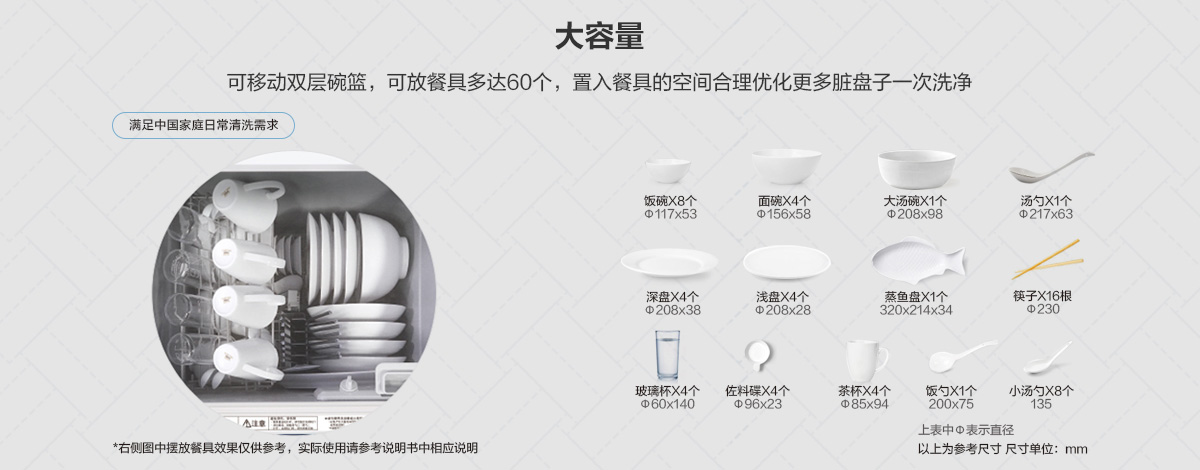 大容量
可移动双层碗篮，可放餐具多达60个，置入餐具的空间合理优化更多脏盘子一次洗净
满足中国家庭日常清洗需求
饭碗X8个
Φ117x53
面碗X4个
Φ156x58
大汤碗X1个
Φ208x98
汤勺X1个
Φ217x63
深盘X4个
Φ208x38
浅盘X4个
Φ208x28
蒸鱼盘X1个
320x214x34
筷子X16根
Φ230
玻璃杯X4个
Φ60x140
佐料碟X4个
Φ96x23
茶杯X4个
Φ85x94
饭勺X1个
200x75
小汤勺X8个
135
注意
上表中Φ表示直径
*右侧图中摆放餐具效果仅供参考，实际使用请参考说明书中相应说明
以上为参考尺寸 尺寸单位：mm